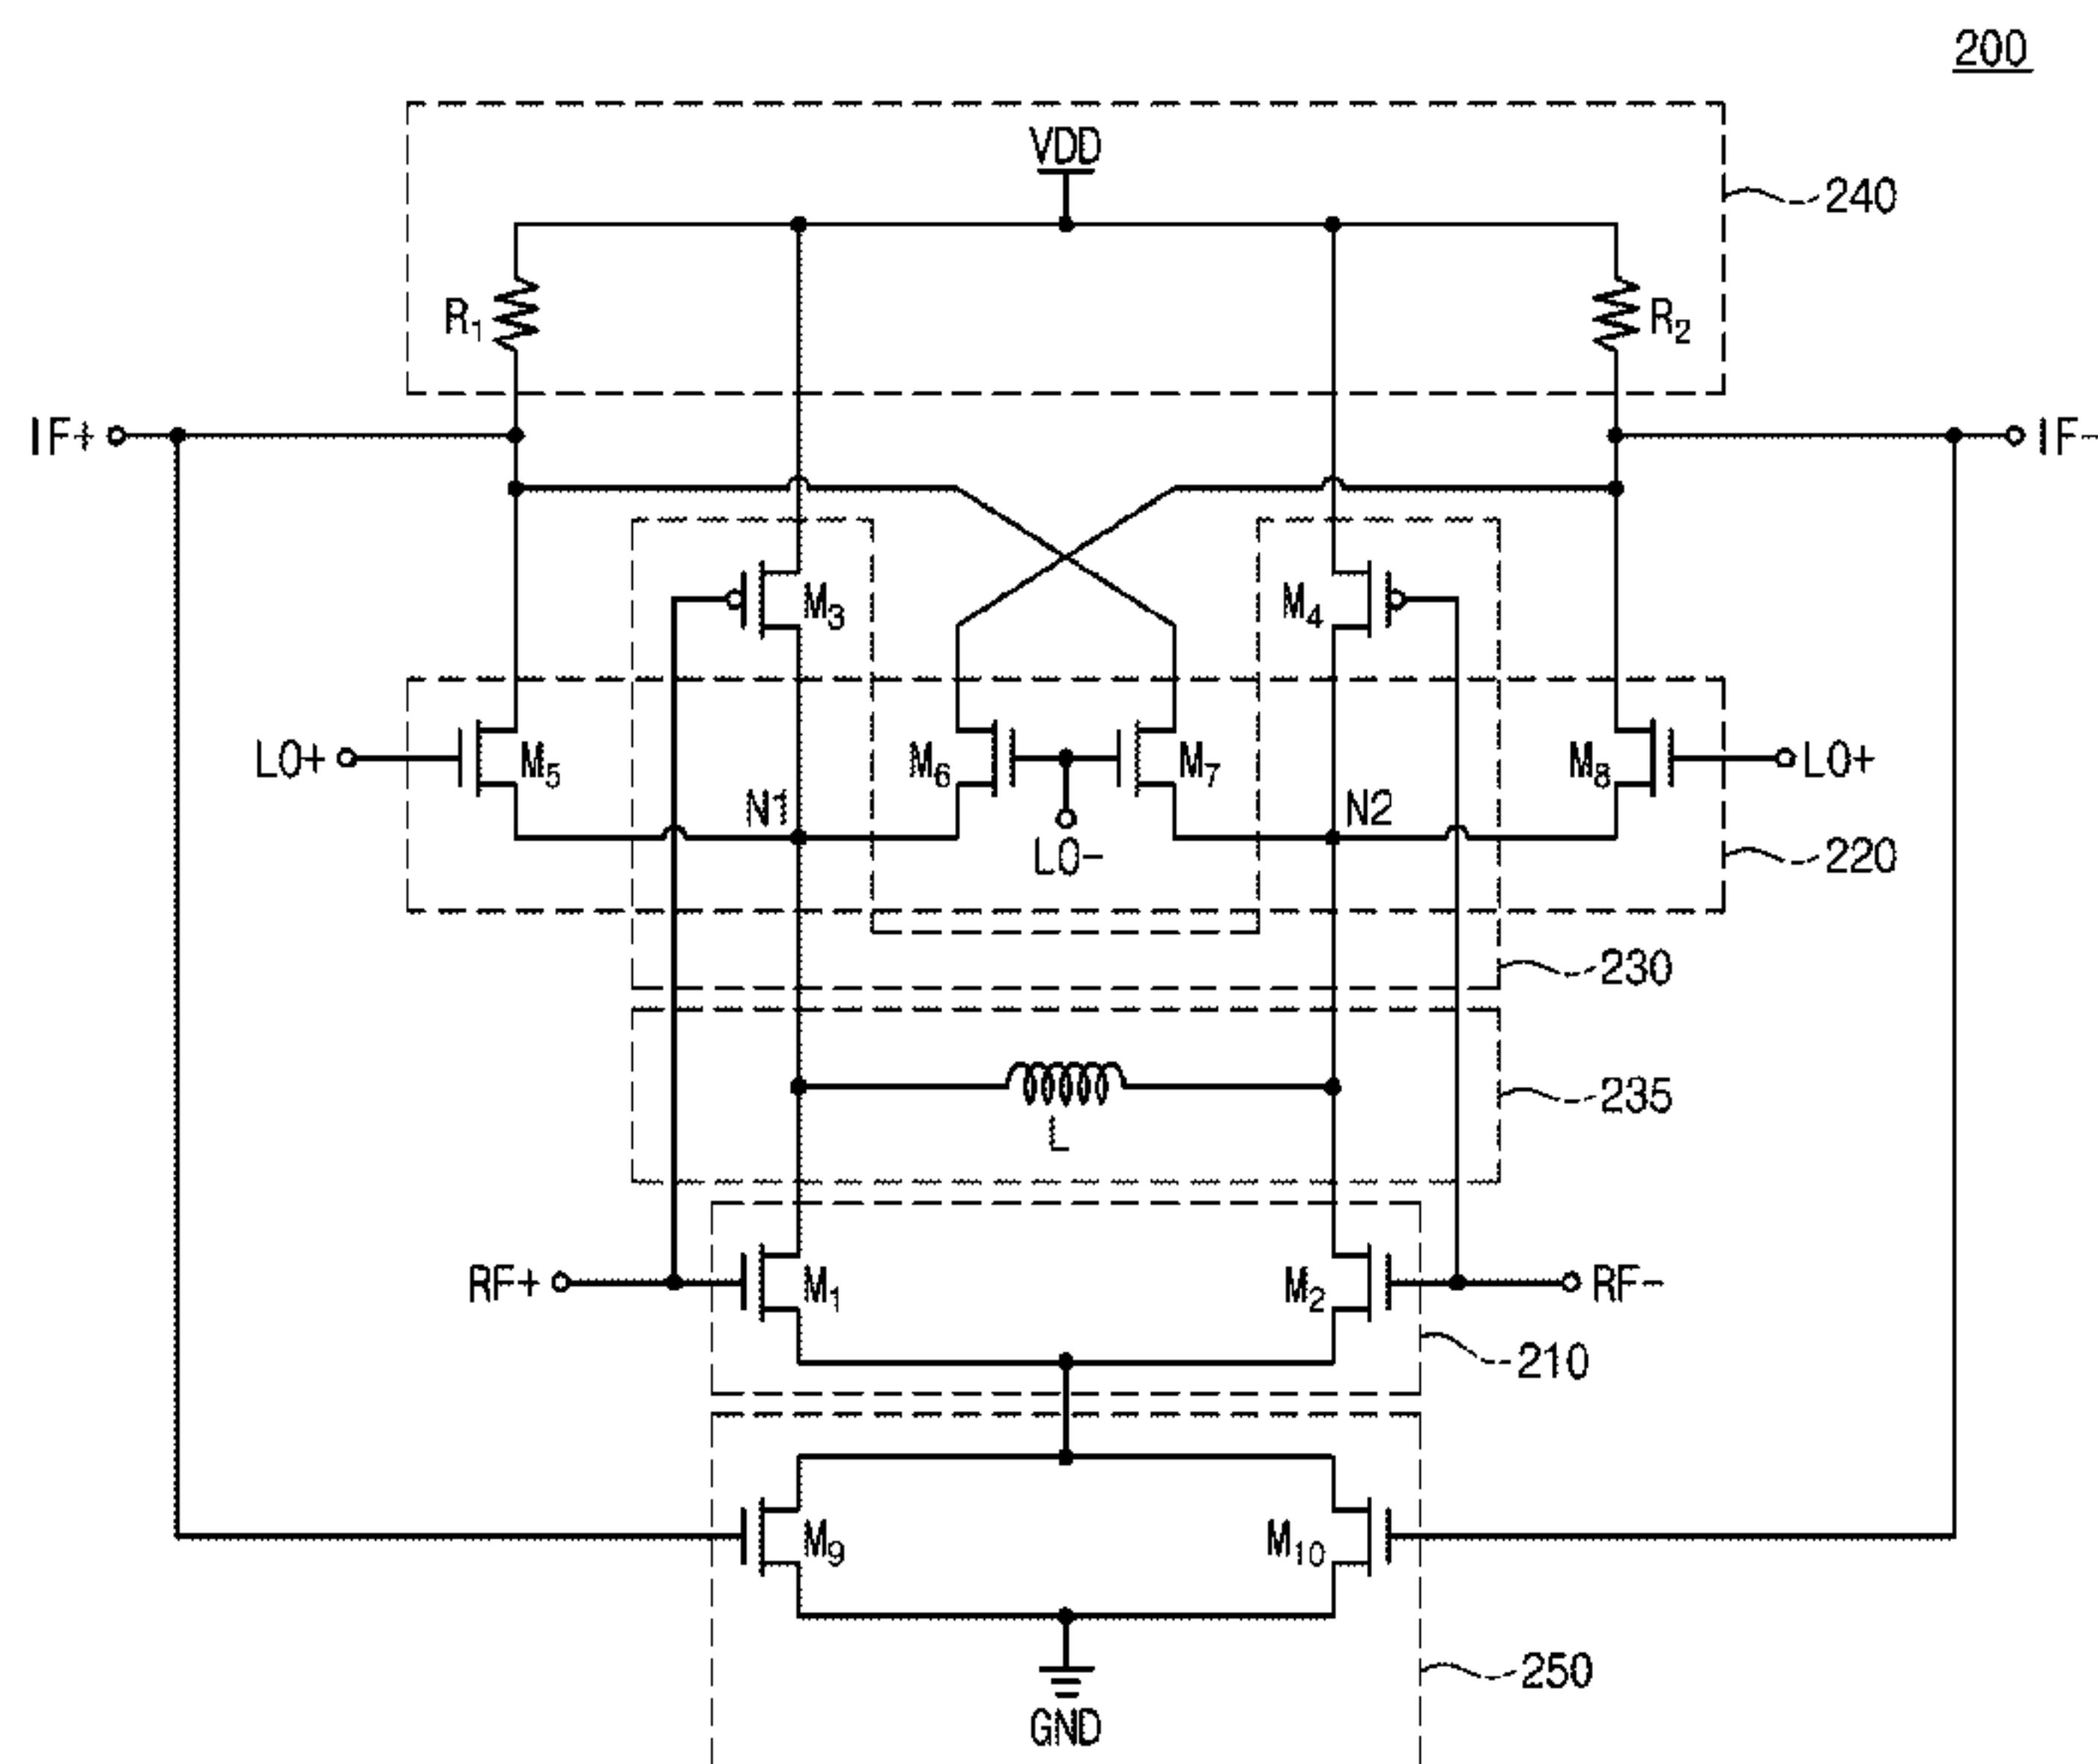 200
VDD
240
R1
R2
IF+
IF-
M3
M4
LO+
M5
M6
M7
M8
LO+
N1
N2
LO-
220
230
235
L
RF+
M1
M2
RF-
210
M9
M10
250
GND